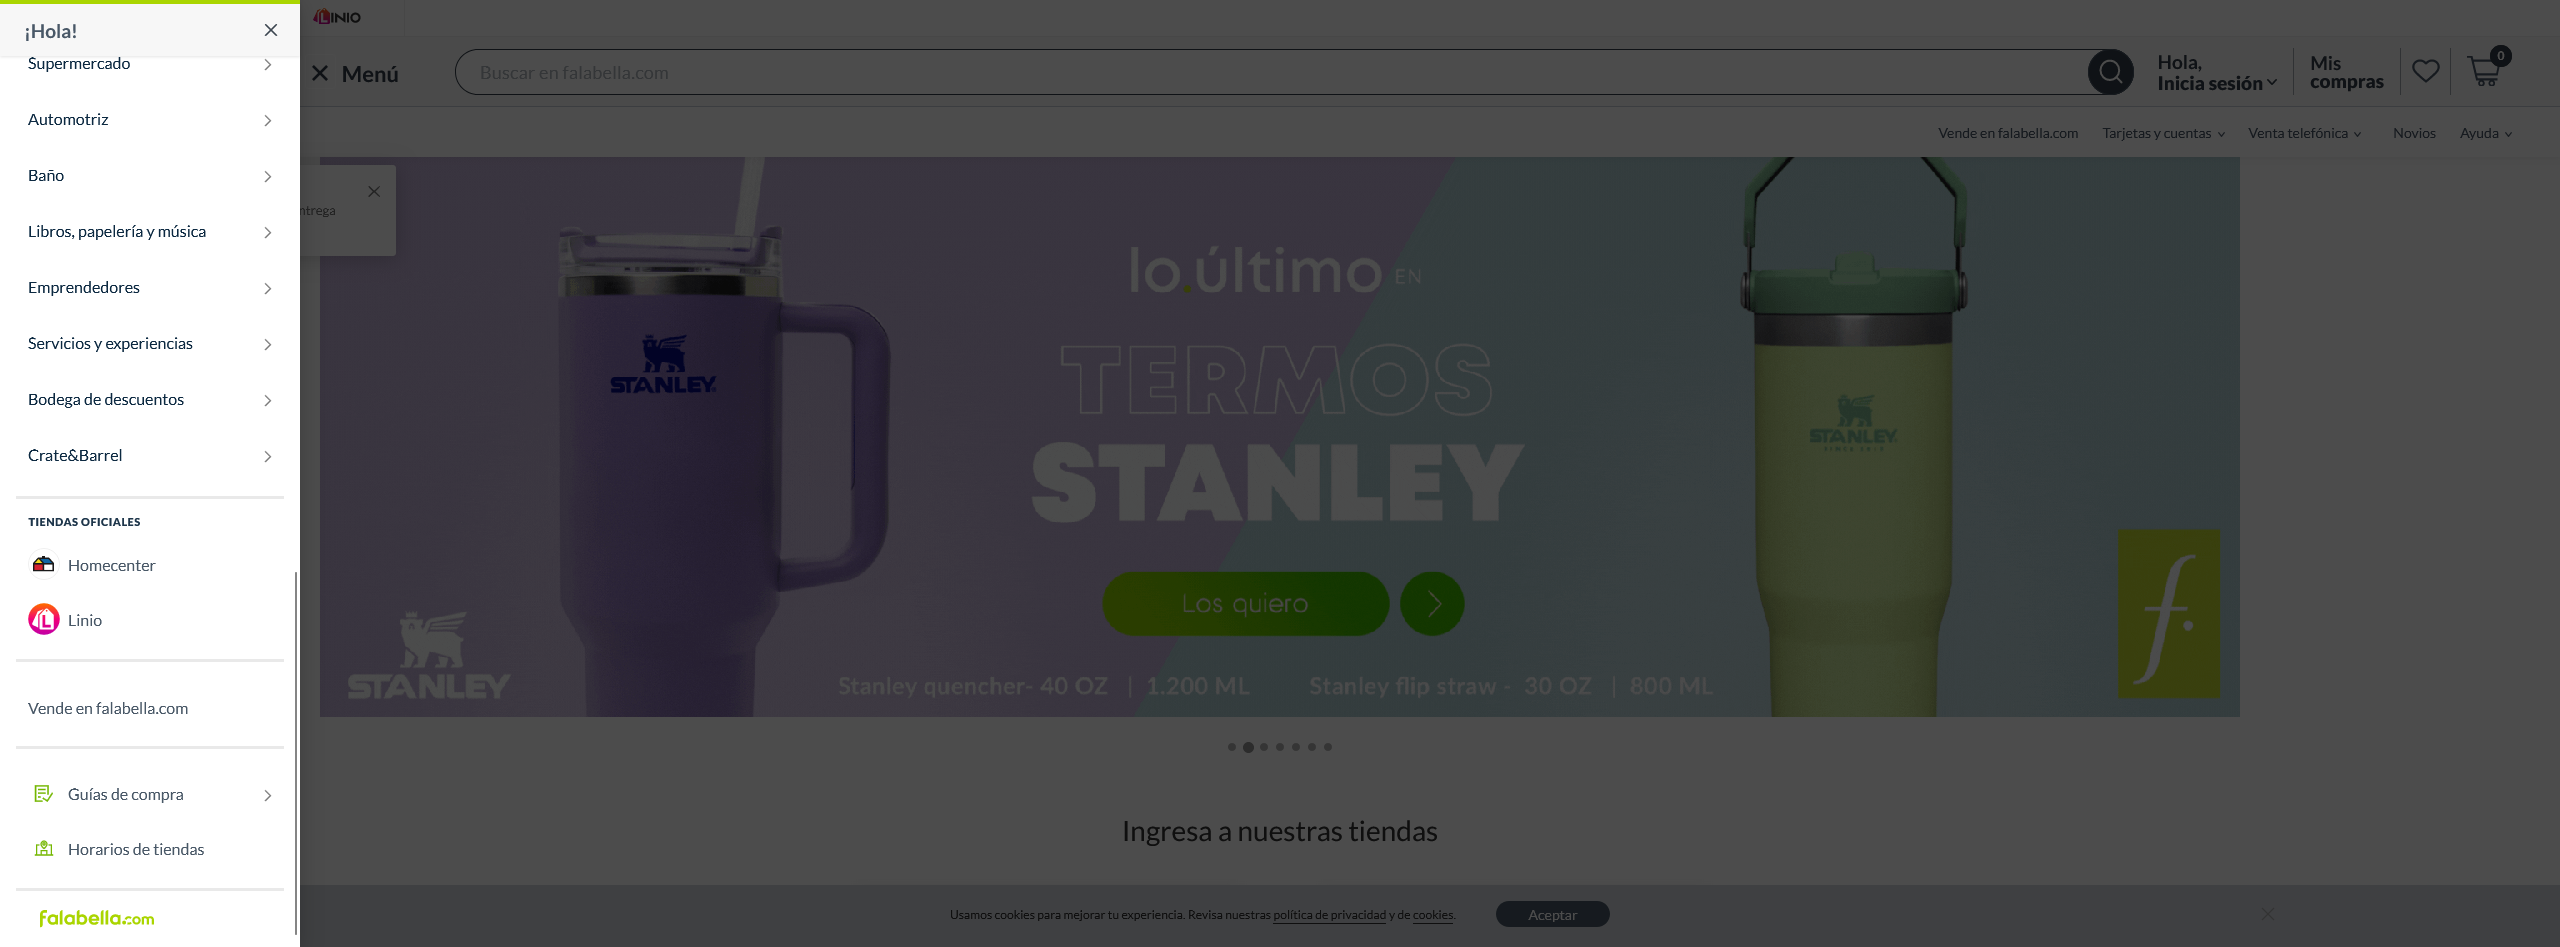 ¡Hola!
Supermercado
Automotriz
Baño
Libros, papelería y música
Emprendedores
Servicios y experiencias
Bodega de descuentos
Crate&Barrel
TIENDAS OFICIALES
Homecenter
Linio
Vende en falabella.com
Guías de compra
Horarios de tiendas
falabella.com
LINIO
Menú
Buscar en falabella.com
Hola,
Inicia sesión
Mis
compras
0
Vende en falabella.com
Tarjetas y cuentas
Venta telefónica
Novios
Ayuda
lo.último EN
TERMOS
STANLEY
Los quiero
Stanley quencher- 40 OZ | 1.200 ML
Stanley flip straw - 30 OZ | 800 ML
STANLEY
STANLEY
STANLEY
f.
Ingresa a nuestras tiendas
Usamos cookies para mejorar tu experiencia. Revisa nuestras política de privacidad y de cookies.
Aceptar